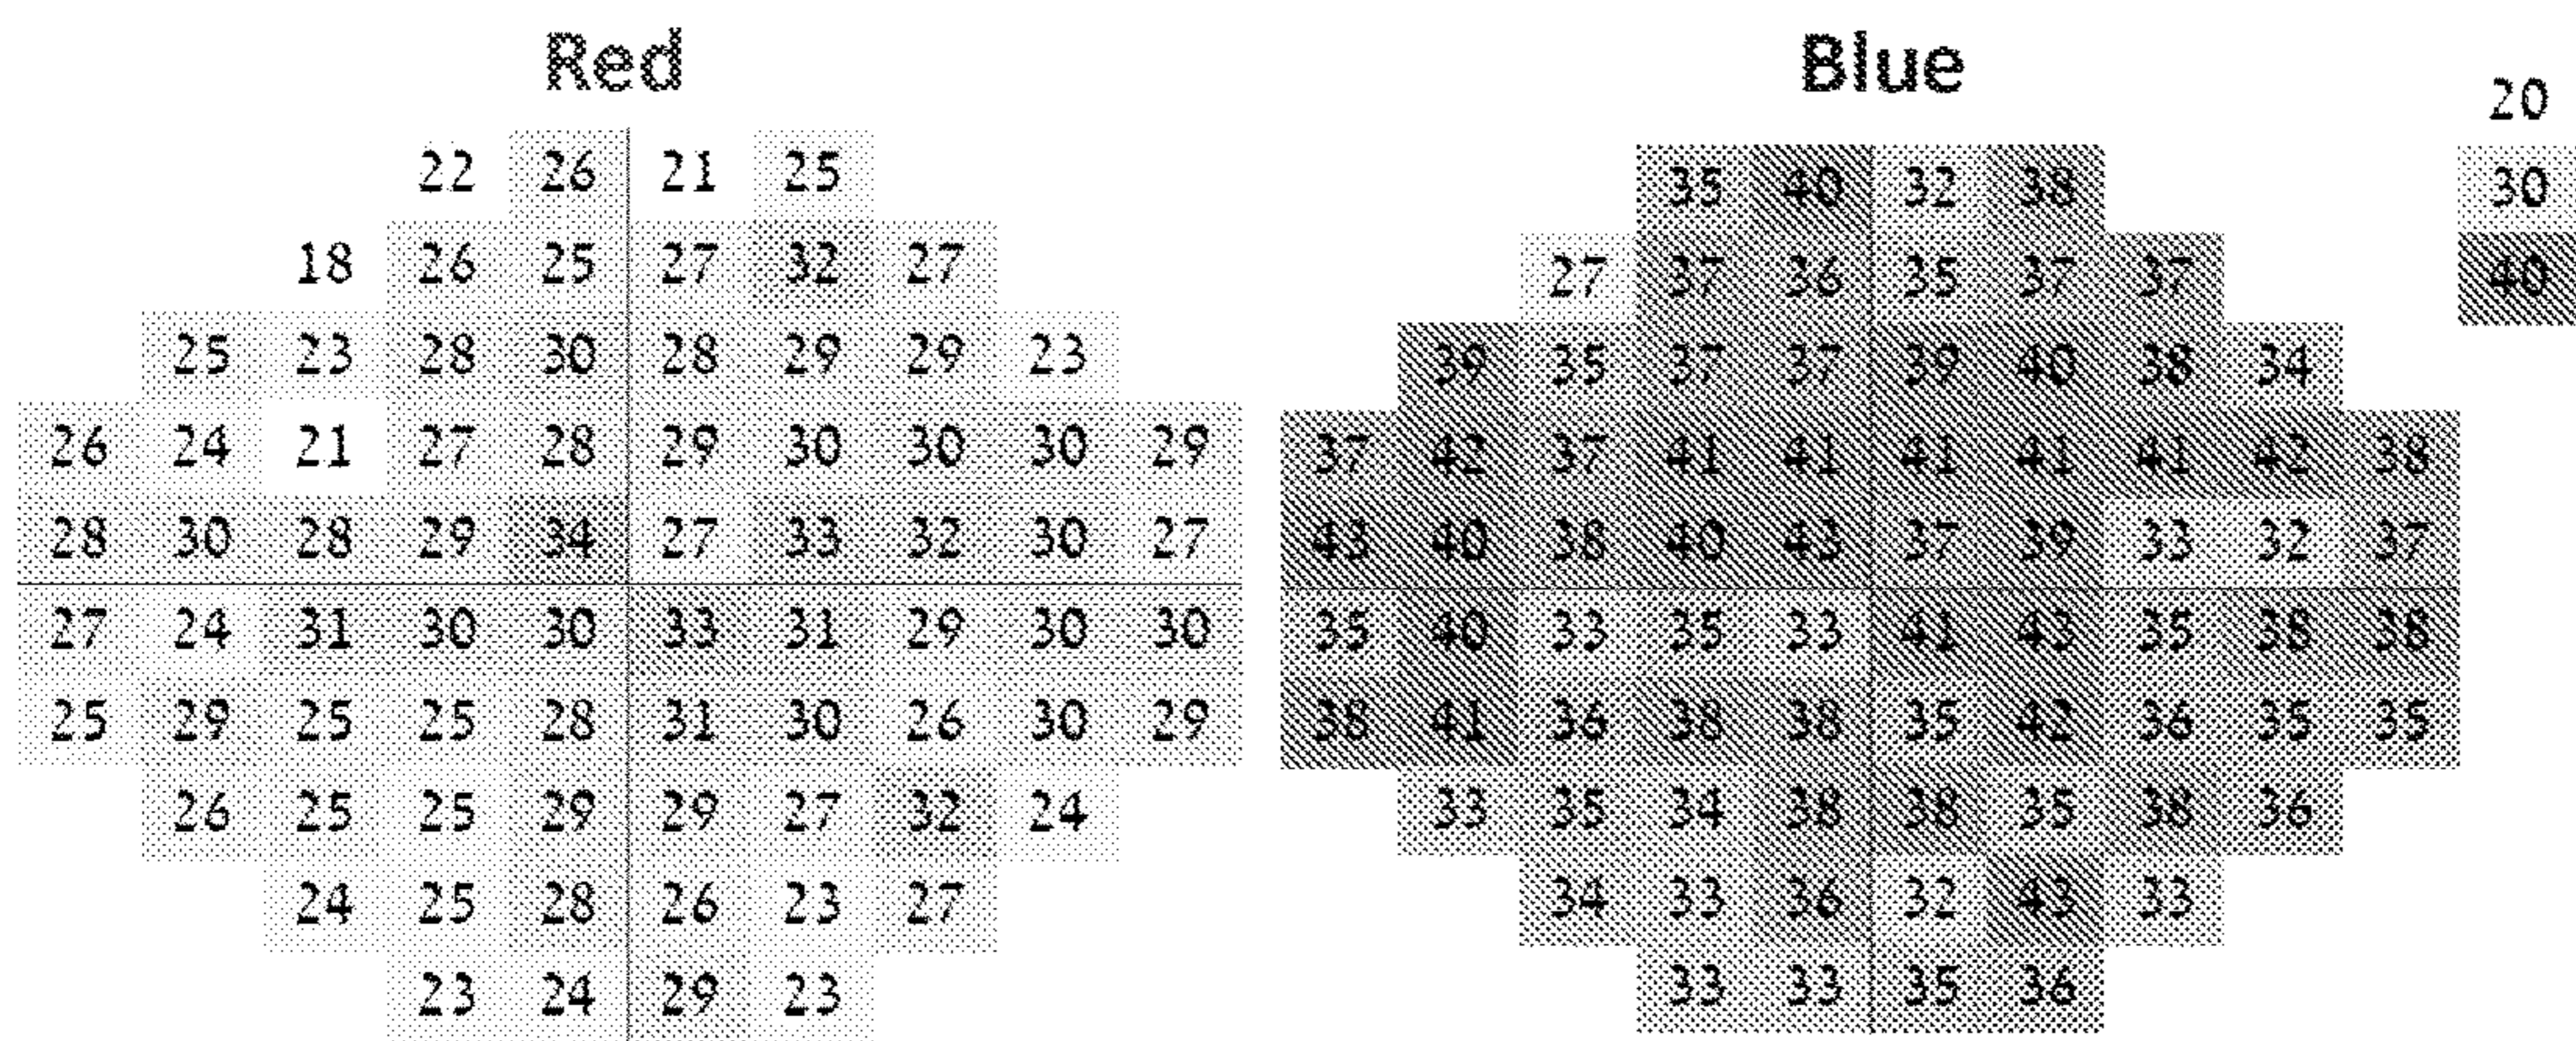 Red
22 26 21 25
18 26 25 27 32 27
25 23 28 30 28 29 29 23
26 24 21 27 28 29 30 30 30 29
28 30 28 29 34 27 33 32 30 27
27 24 31 30 30 33 31 29 30 30
25 29 25 25 28 31 30 26 30 29
26 25 25 29 29 27 32 24
24 25 28 26 23 27
23 24 29 23
Blue
35 40 32 38
27 37 36 35 37 37
39 35 37 37 39 40 38 34
37 42 37 41 41 41 41 41 42 38
43 40 38 40 43 37 39 33 32 37
35 40 33 35 33 41 43 35 38 38
38 41 36 38 38 35 42 36 35 35
33 35 34 38 38 35 38 36
34 33 36 32 43 33
33 33 35 36
20
30
40